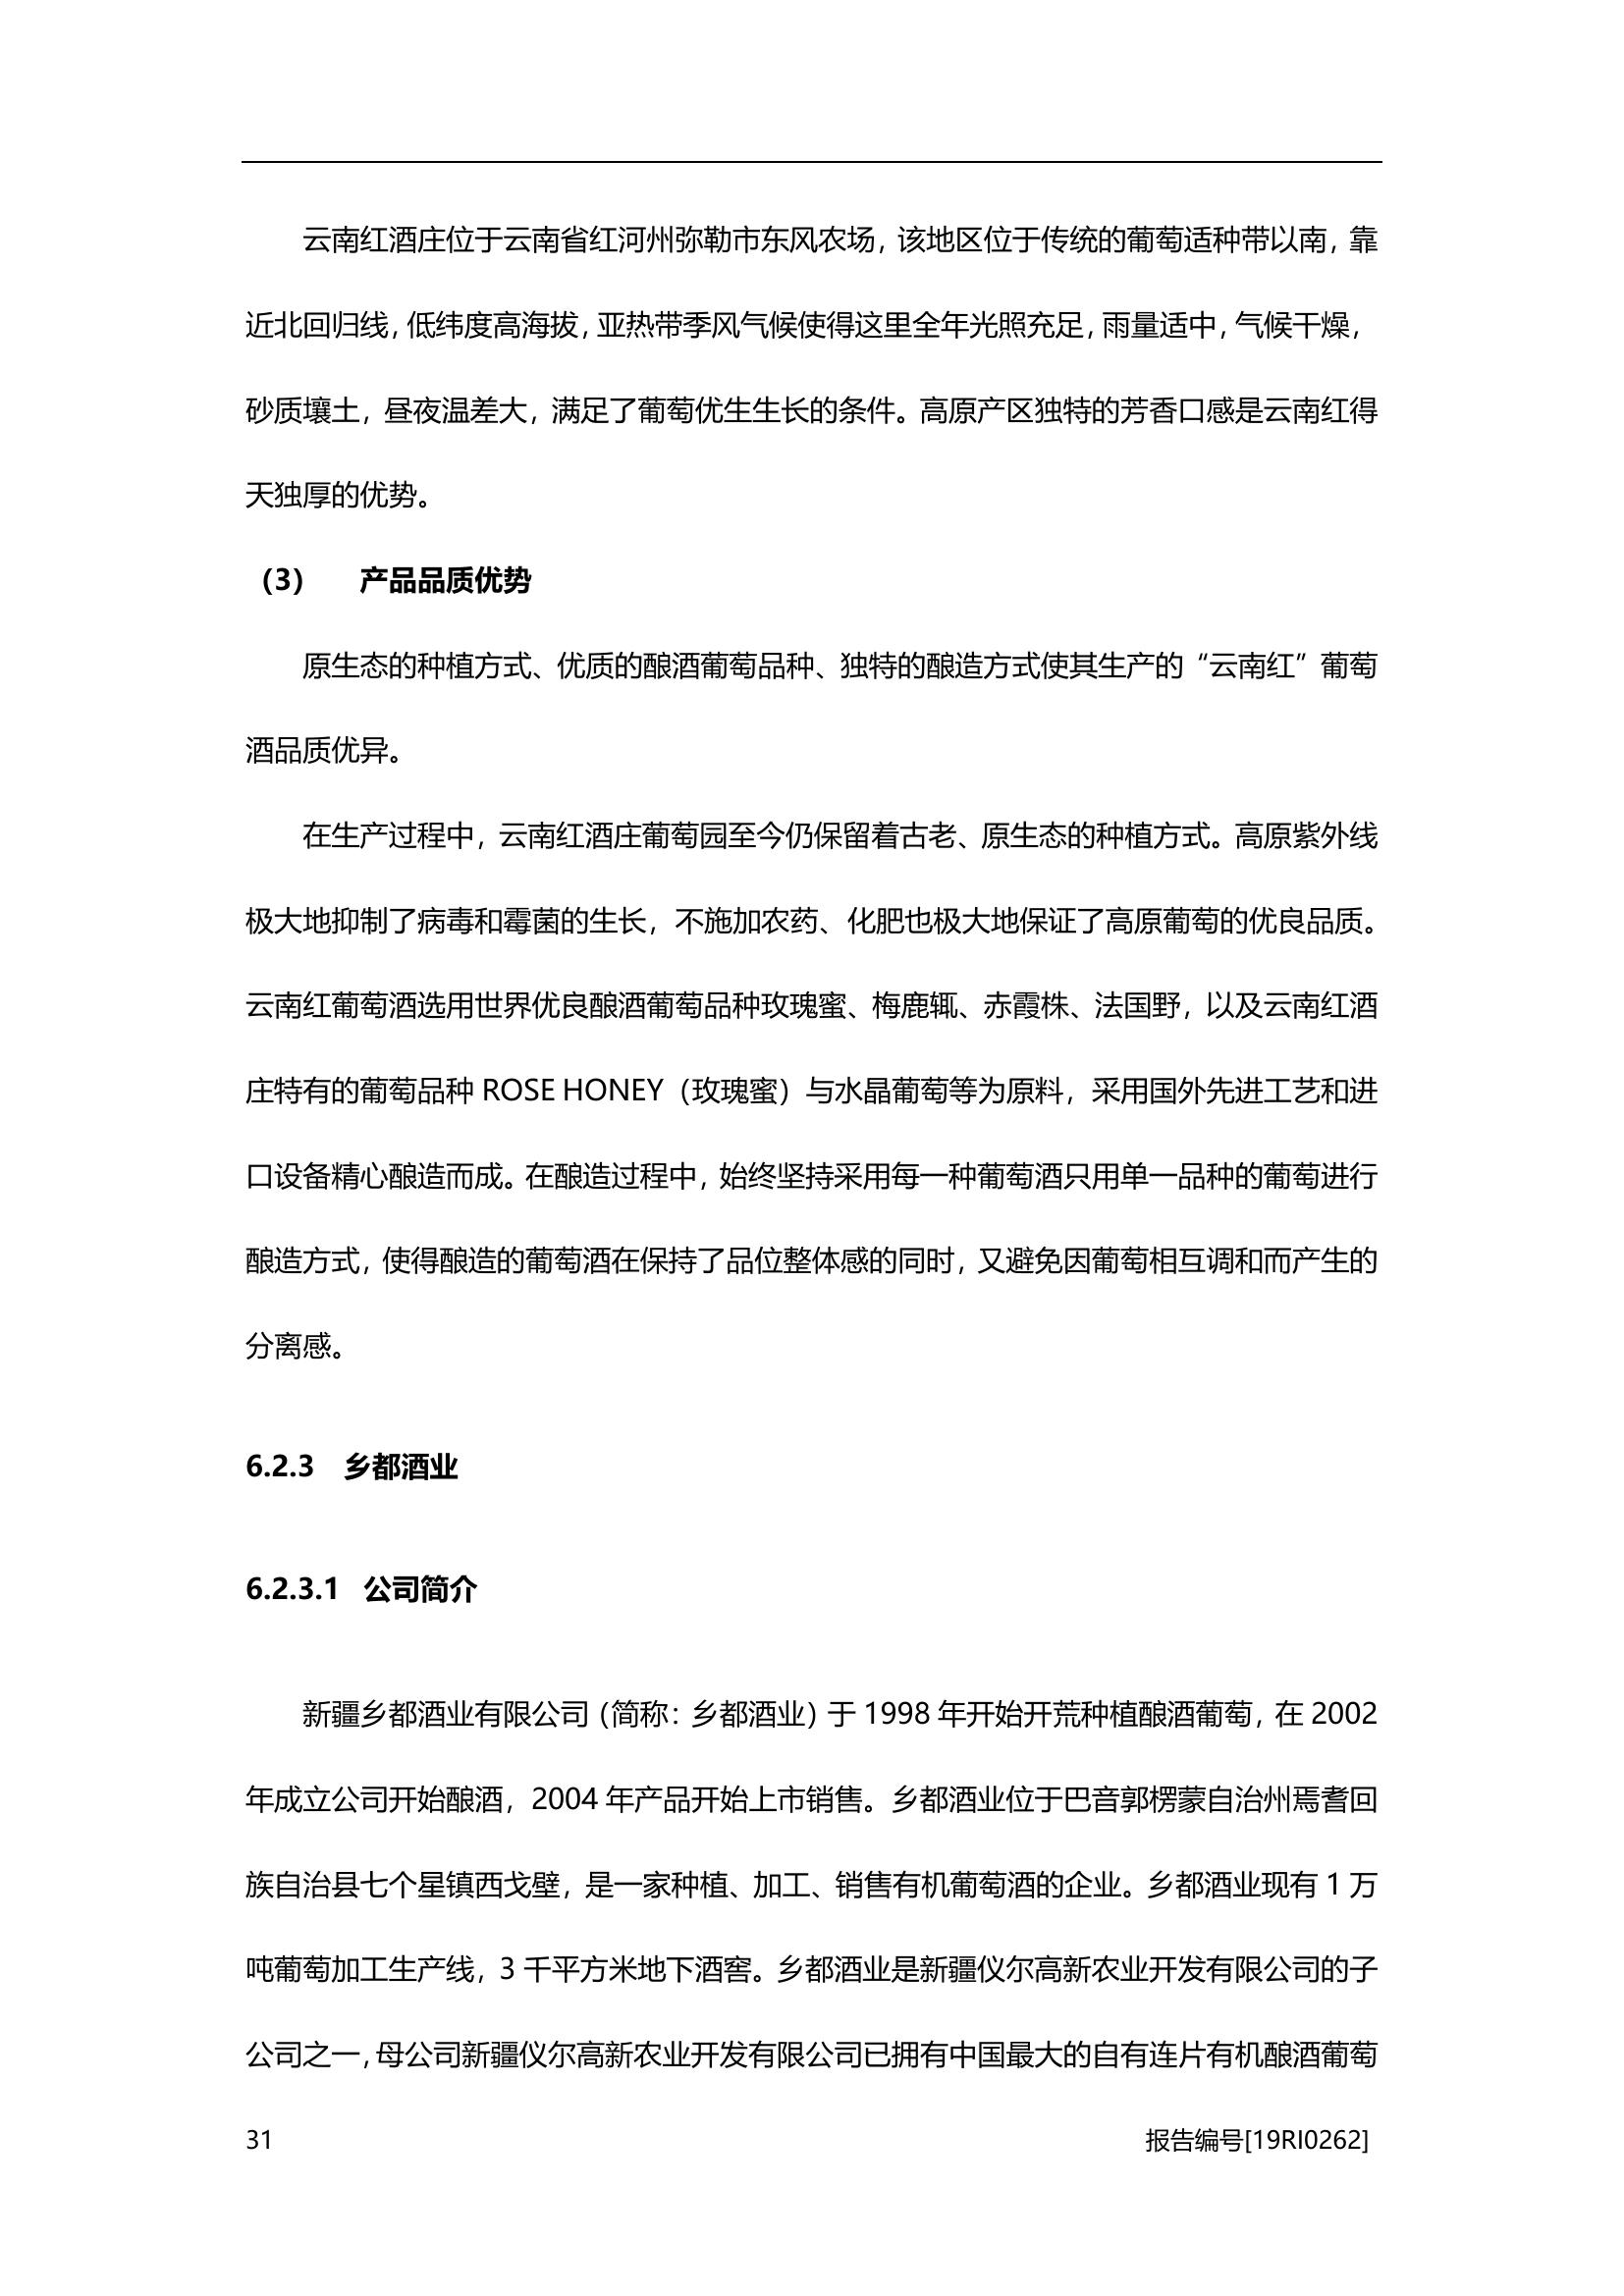 云南红酒庄位于云南省红河州弥勒市东风农场，该地区位于传统的葡萄适种带以南，靠
近北回归线，低纬度高海拔，亚热带季风气候使得这里全年光照充足，雨量适中，气候干燥，
砂质壤土，昼夜温差大，满足了葡萄优生生长的条件。高原产区独特的芳香口感是云南红得
天独厚的优势。
（3） 产品品质优势
原生态的种植方式、优质的酿酒葡萄品种、独特的酿造方式使其生产的“云南红”葡萄
酒品质优异。
在生产过程中，云南红酒庄葡萄园至今仍保留着古老、原生态的种植方式。高原紫外线
极大地抑制了病毒和霉菌的生长，不施加农药、化肥也极大地保证了高原葡萄的优良品质。
云南红葡萄酒选用世界优良酿酒葡萄品种玫瑰蜜、梅鹿辄、赤霞株、法国野，以及云南红酒
庄特有的葡萄品种 ROSE HONEY（玫瑰蜜）与水晶葡萄等为原料，采用国外先进工艺和进
口设备精心酿造而成。在酿造过程中，始终坚持采用每一种葡萄酒只用单一品种的葡萄进行
酿造方式，使得酿造的葡萄酒在保持了品位整体感的同时，又避免因葡萄相互调和而产生的
分离感。
6.2.3 乡都酒业
6.2.3.1 公司简介
新疆乡都酒业有限公司（简称：乡都酒业）于 1998 年开始开荒种植酿酒葡萄，在 2002
年成立公司开始酿酒，2004 年产品开始上市销售。乡都酒业位于巴音郭楞蒙自治州焉耆回
族自治县七个星镇西戈壁，是一家种植、加工、销售有机葡萄酒的企业。乡都酒业现有 1 万
吨葡萄加工生产线，3 千平方米地下酒窖。乡都酒业是新疆仪尔高新农业开发有限公司的子
公司之一，母公司新疆仪尔高新农业开发有限公司已拥有中国最大的自有连片有机酿酒葡萄
31 报告编号[19RI0262]